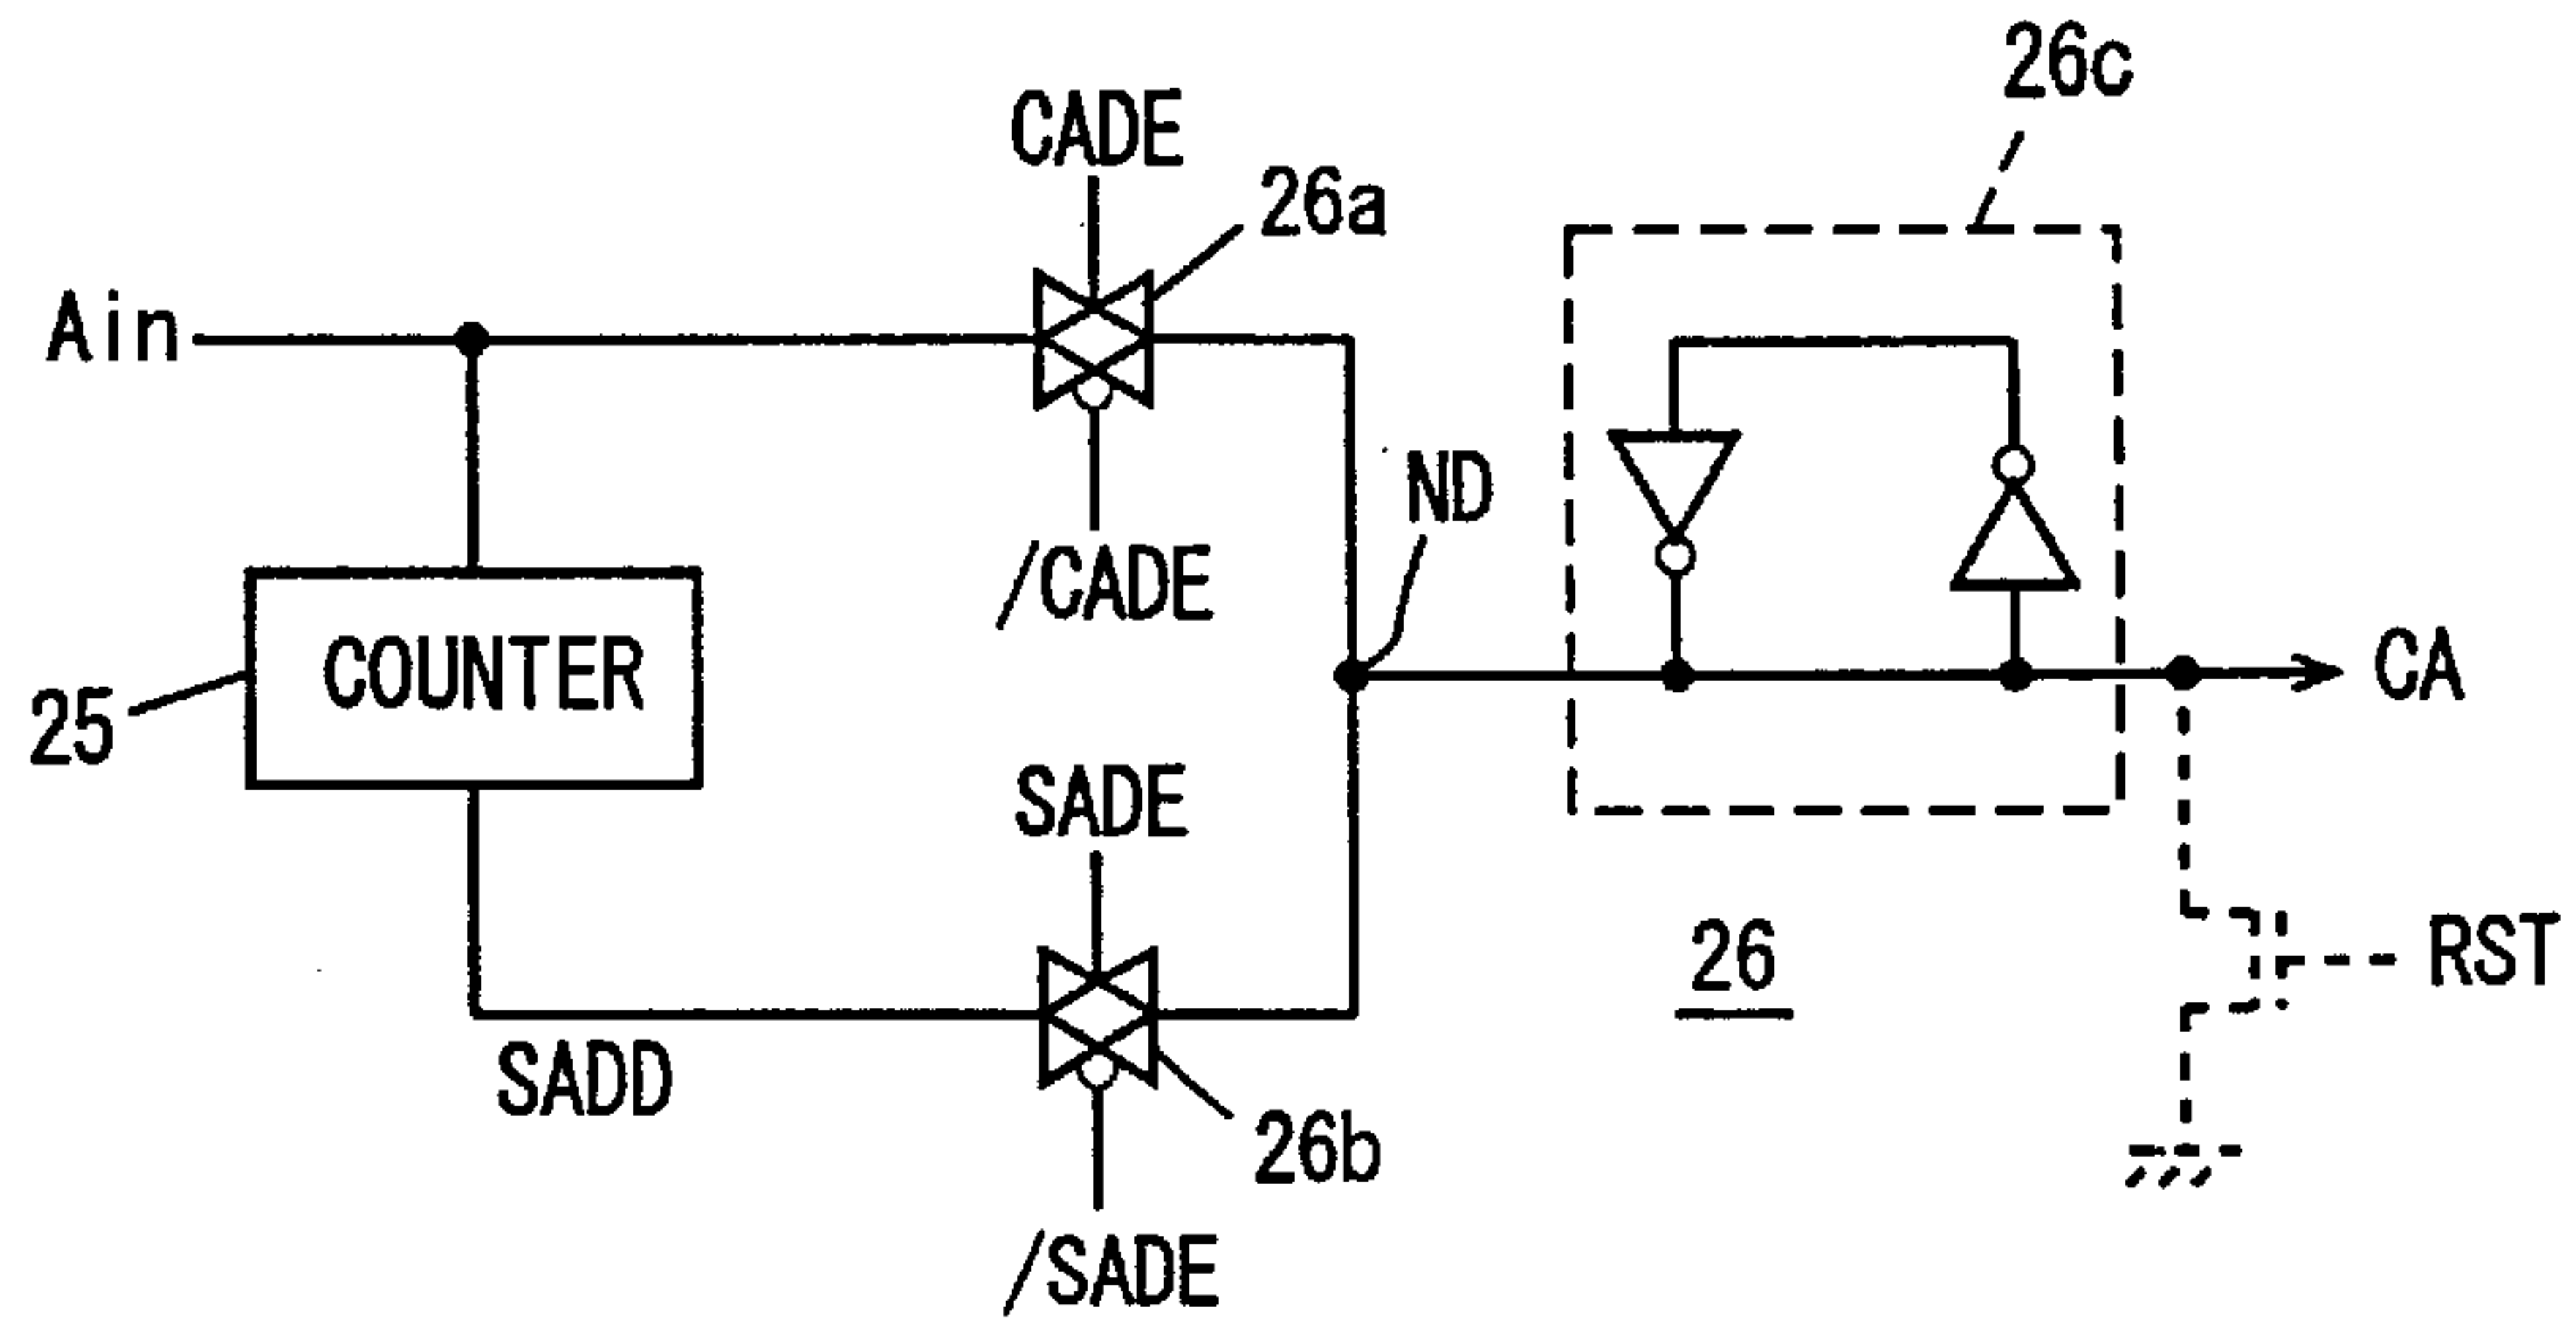 26c
CADE
26a
Ain
ND
/CADE
COUNTER
CA
25
SADE
26
RST
SADD
26b
/SADE